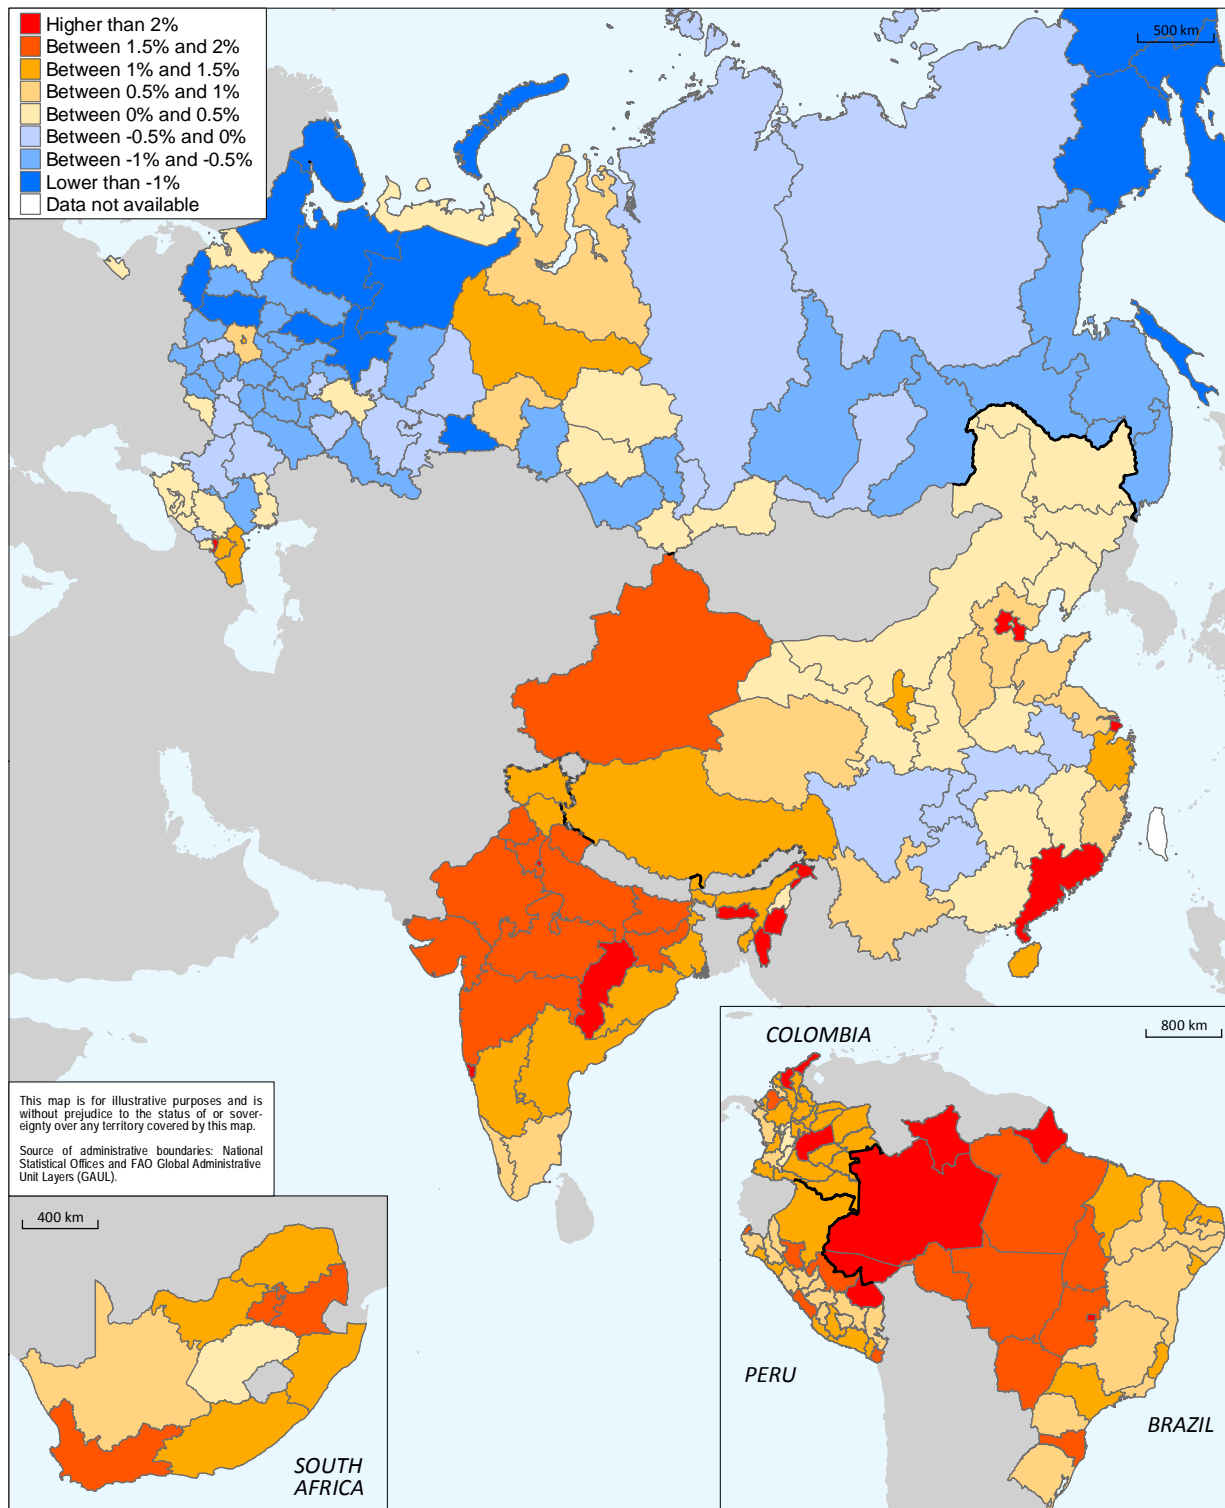 Higher than 2%
Between 1.5% and 2%
Between 1% and 1.5%
Between 0.5% and 1%
Between 0% and 0.5%
Between -0.5% and 0%
Between -1% and -0.5%
Lower than -1%
Data not available
500 km
800 km
COLOMBIA
PERU
BRAZIL
This map is for illustrative purposes and is
without prejudice to the status of or sover-
eignty over any territory covered by this map.
Source of administrative boundaries: National
Statistical Offices and FAO Global Administrative
Unit Layers (GAUL).
400 km
SOUTH
AFRICA